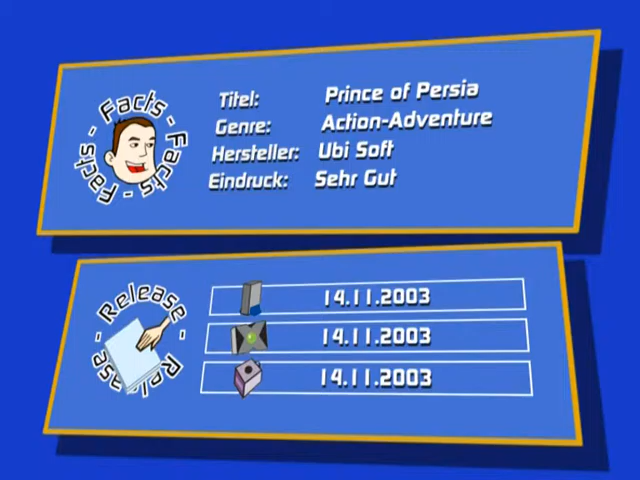 Facts - Facts - Facts -
Titel: Prince of Persia
Genre: Action-Adventure
Hersteller: Ubi Soft
Eindruck: Sehr Gut
Release - Release -
14.11.2003
14.11.2003
14.11.2003